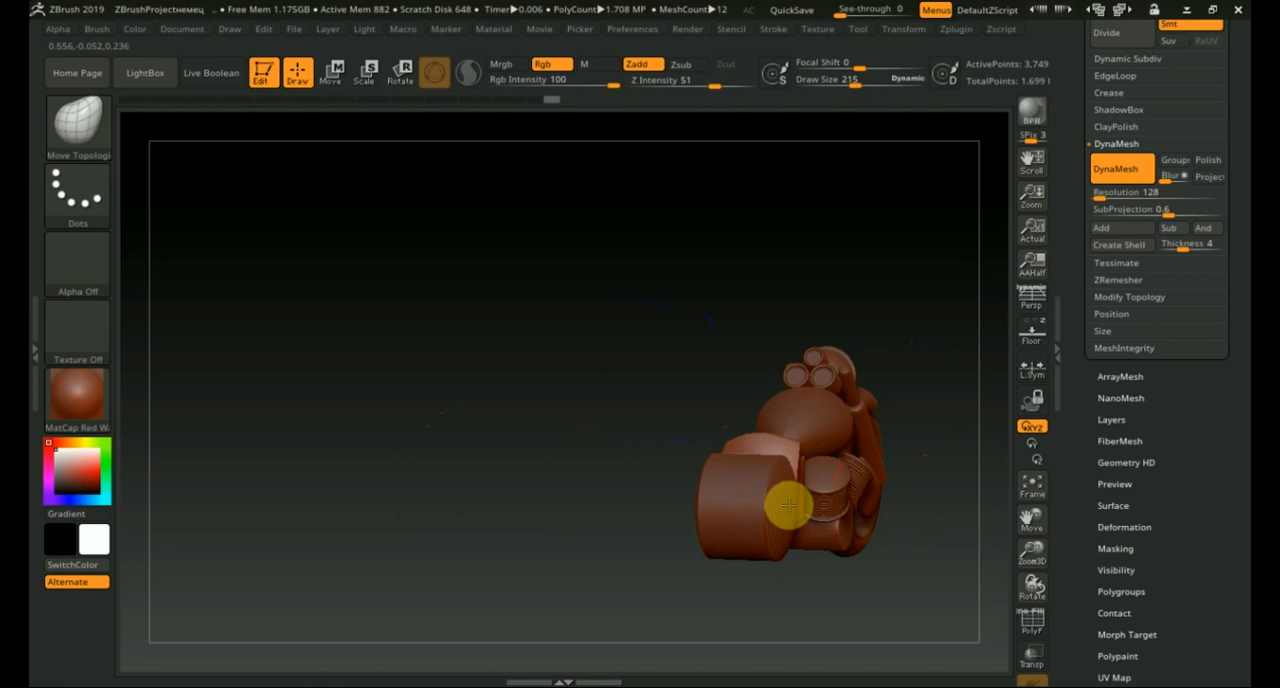 ZBrush 2019 ZBrushProjectнемец .. • Free Mem 1.175GB • Active Mem 882 • Scratch Disk 648 • Timer▶0.006 • PolyCount▶1.708 MP • MeshCount▶12 AC QuickSave See-through 0 Menus DefaultZScript
Alpha Brush Color Document Draw Edit File Layer Light Macro Marker Material Movie Picker Preferences Render Stencil Stroke Texture Tool Transform Zplugin Zscript
0.556,-0.052,0.236
Home Page LightBox Live Boolean Edit Draw Move Scale Rotate
Mrgb Rgb M Zadd Zsub Zcut
Rgb Intensity 100 Z Intensity 51
S Focal Shift 0
Draw Size 215 Dynamic D
ActivePoints: 3,749
TotalPoints: 1.699
Move Topologi
Dots
Alpha Off
Texture Off
MatCap Red W
Gradient
SwitchColor
Alternate
BPR
SPix 3
Scroll
Zoom
Actual
AAHalf
Dynamic
Persp
Floor
L.Sym
XYZ
Y
Z
Frame
Move
Zoom3D
Rotate
Line Fill
PolyF
Transp
Divide Smt
Suv ReUV
Dynamic Subdiv
EdgeLoop
Crease
ShadowBox
ClayPolish
DynaMesh
DynaMesh Groups Polish
Blur Project
Resolution 128
SubProjection 0.6
Add Sub And
Create Shell Thickness 4
Tessimate
ZRemesher
Modify Topology
Position
Size
MeshIntegrity
ArrayMesh
NanoMesh
Layers
FiberMesh
Geometry HD
Preview
Surface
Deformation
Masking
Visibility
Polygroups
Contact
Morph Target
Polypaint
UV Map